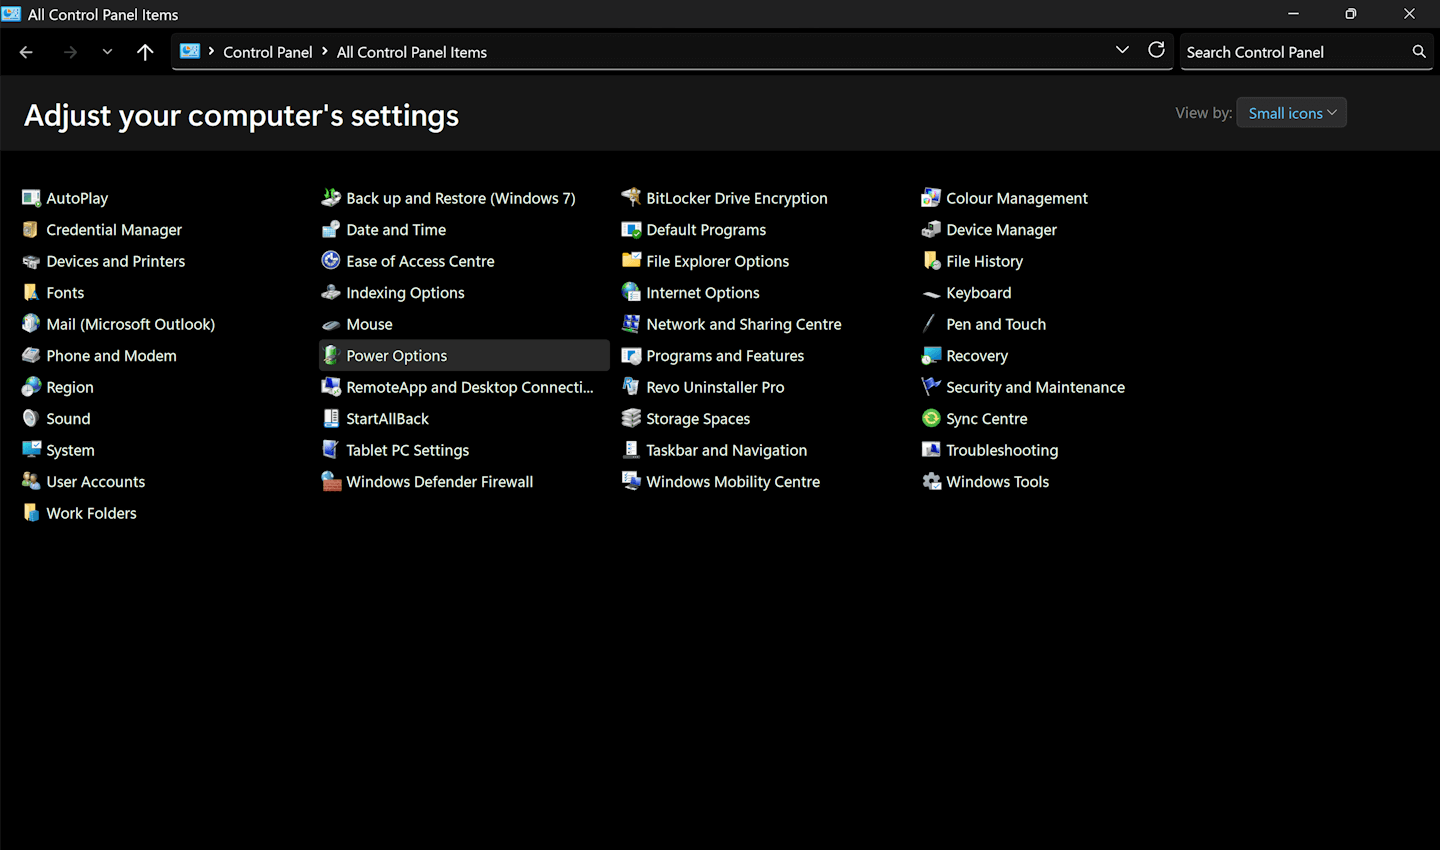 All Control Panel Items
Control Panel > All Control Panel Items
Search Control Panel
Adjust your computer's settings
View by: Small icons
AutoPlay
Back up and Restore (Windows 7)
BitLocker Drive Encryption
Colour Management
Credential Manager
Date and Time
Default Programs
Device Manager
Devices and Printers
Ease of Access Centre
File Explorer Options
File History
Fonts
Indexing Options
Internet Options
Keyboard
Mail (Microsoft Outlook)
Mouse
Network and Sharing Centre
Pen and Touch
Phone and Modem
Power Options
Programs and Features
Recovery
Region
RemoteApp and Desktop Connecti...
Revo Uninstaller Pro
Security and Maintenance
Sound
StartAllBack
Storage Spaces
Sync Centre
System
Tablet PC Settings
Taskbar and Navigation
Troubleshooting
User Accounts
Windows Defender Firewall
Windows Mobility Centre
Windows Tools
Work Folders